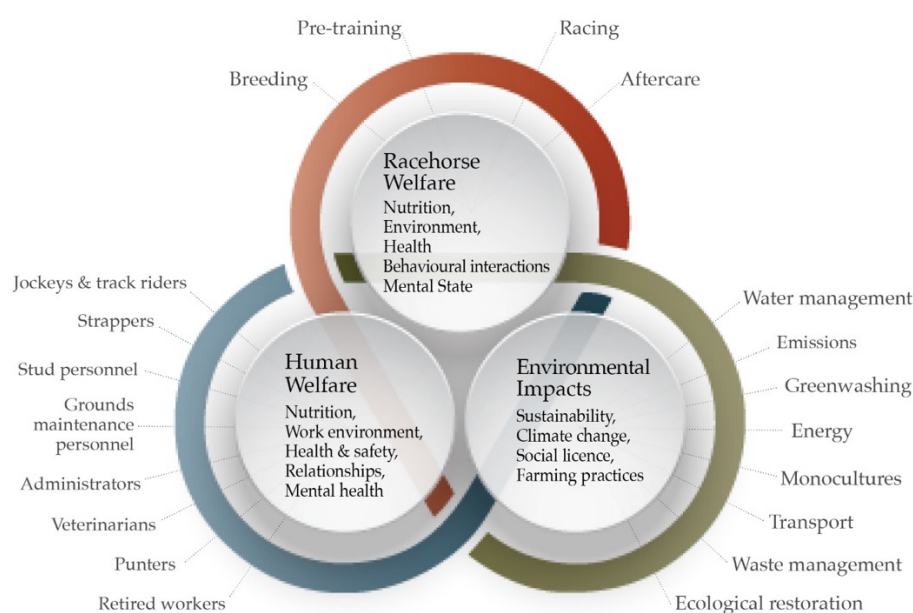 Pre-training
Racing
Breeding
Aftercare
Racehorse
Welfare
Nutrition,
Environment,
Health
Behavioural interactions
Mental State
Jockeys & track riders
Strappers
Stud personnel
Grounds
maintenance
personnel
Administrators
Veterinarians
Punters
Retired workers
Human
Welfare
Nutrition,
Work environment,
Health & safety,
Relationships,
Mental health
Environmental
Impacts
Sustainability,
Climate change,
Social licence,
Farming practices
Water management
Emissions
Greenwashing
Energy
Monocultures
Transport
Waste management
Ecological restoration